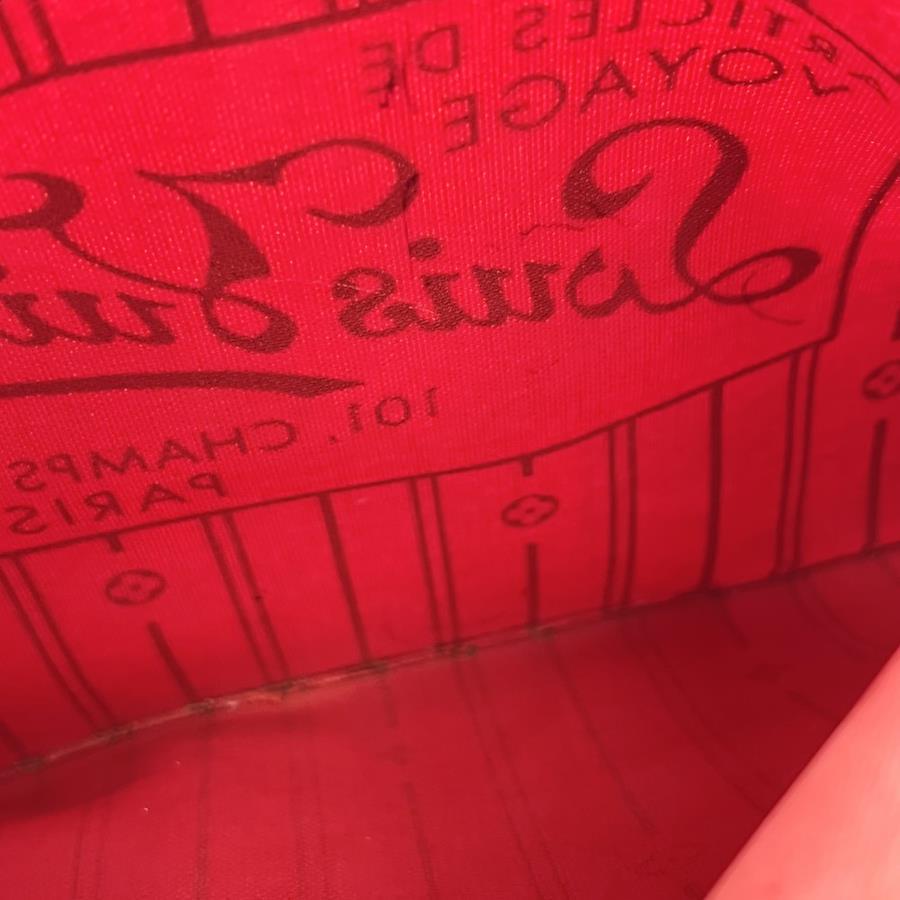 ARTICLES DE
VOYAGE
Louis Vui
101, CHAMPS
PARIS